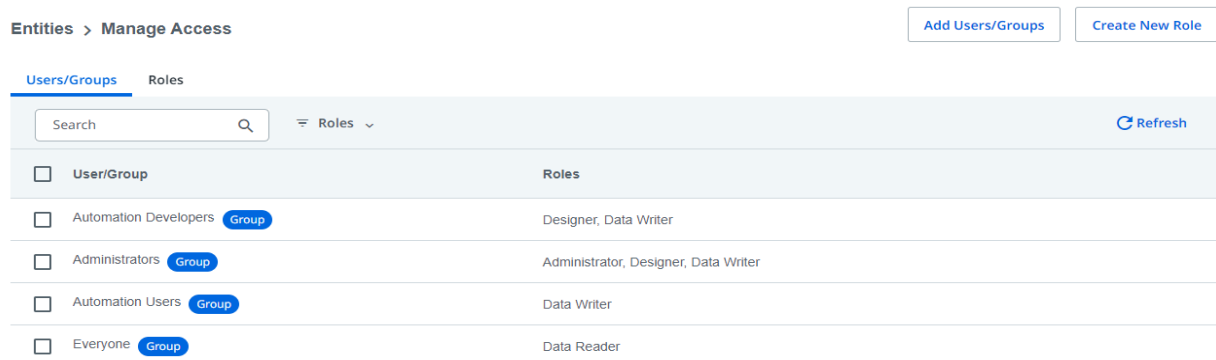 Entities > Manage Access
Add Users/Groups
Create New Role
Users/Groups
Roles
Search
Roles
Refresh
User/Group
Roles
Automation Developers Group
Designer, Data Writer
Administrators Group
Administrator, Designer, Data Writer
Automation Users Group
Data Writer
Everyone Group
Data Reader